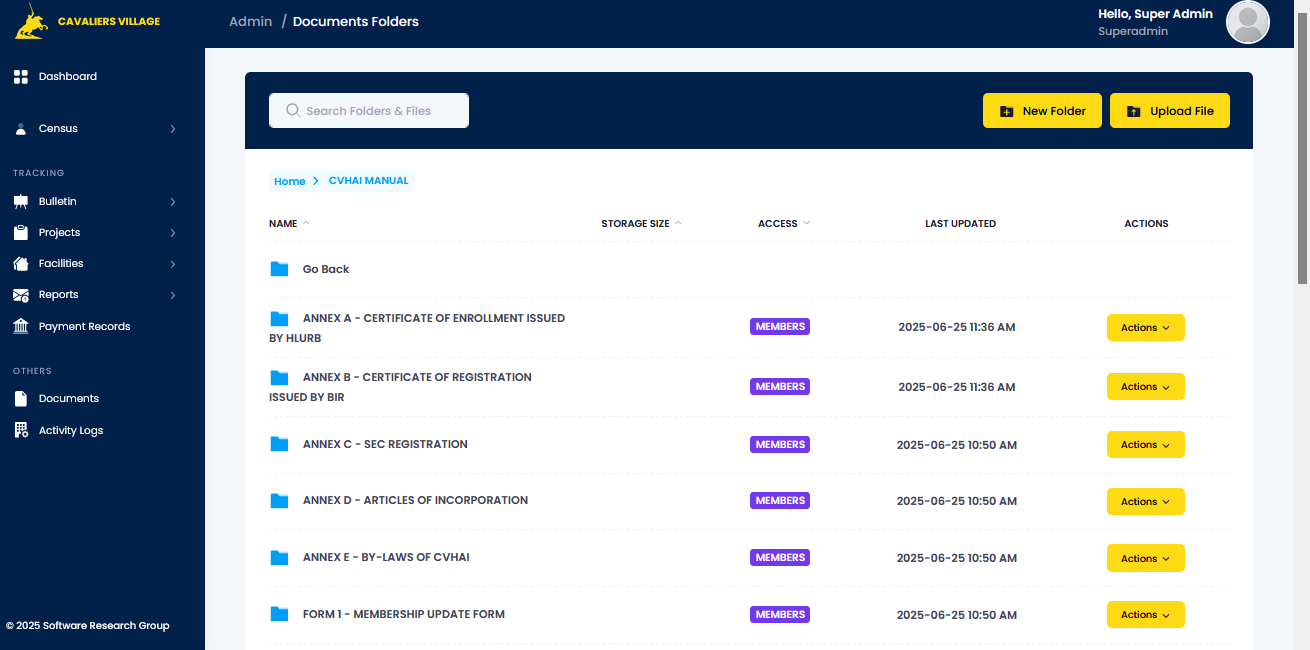 CAVALIERS VILLAGE
Admin / Documents Folders
Hello, Super Admin
Superadmin
Dashboard
Census
TRACKING
Bulletin
Projects
Facilities
Reports
Payment Records
OTHERS
Documents
Activity Logs
© 2025 Software Research Group
Search Folders & Files
New Folder
Upload File
Home > CVHAI MANUAL
NAME STORAGE SIZE ACCESS LAST UPDATED ACTIONS
Go Back
ANNEX A - CERTIFICATE OF ENROLLMENT ISSUED
BY HLURB
MEMBERS 2025-06-25 11:36 AM Actions
ANNEX B - CERTIFICATE OF REGISTRATION
ISSUED BY BIR
MEMBERS 2025-06-25 11:36 AM Actions
ANNEX C - SEC REGISTRATION MEMBERS 2025-06-25 10:50 AM Actions
ANNEX D - ARTICLES OF INCORPORATION MEMBERS 2025-06-25 10:50 AM Actions
ANNEX E - BY-LAWS OF CVHAI MEMBERS 2025-06-25 10:50 AM Actions
FORM 1 - MEMBERSHIP UPDATE FORM MEMBERS 2025-06-25 10:50 AM Actions